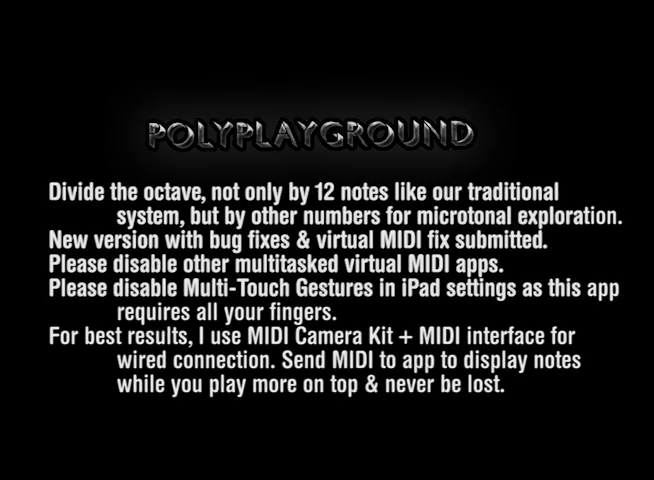 POLYPLAYGROUND
Divide the octave, not only by 12 notes like our traditional
system, but by other numbers for microtonal exploration.
New version with bug fixes & virtual MIDI fix submitted.
Please disable other multitasked virtual MIDI apps.
Please disable Multi-Touch Gestures in iPad settings as this app
requires all your fingers.
For best results, I use MIDI Camera Kit + MIDI interface for
wired connection. Send MIDI to app to display notes
while you play more on top & never be lost.